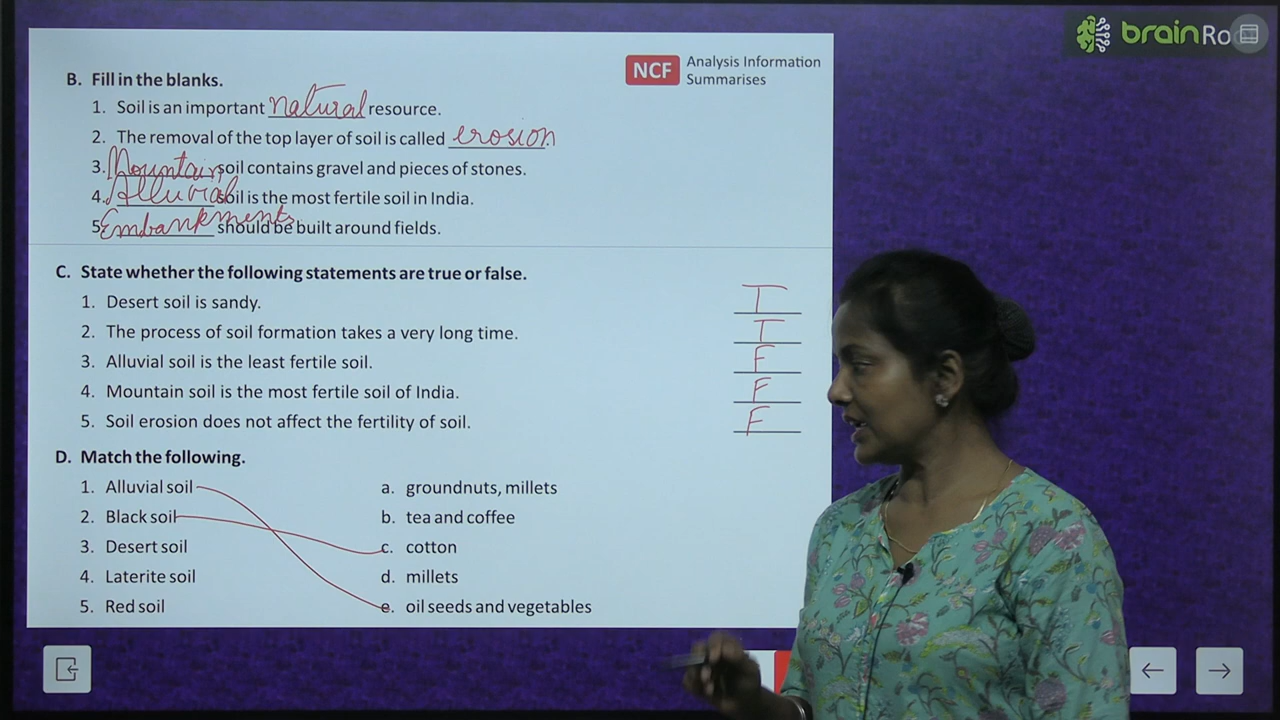 brainRo
NCF
Analysis Information
Summarises
B. Fill in the blanks.
1. Soil is an important natural resource.
2. The removal of the top layer of soil is called erosion.
3. Mountain soil contains gravel and pieces of stones.
4. Alluvial soil is the most fertile soil in India.
5. Embankments should be built around fields.
C. State whether the following statements are true or false.
1. Desert soil is sandy. T
2. The process of soil formation takes a very long time. T
3. Alluvial soil is the least fertile soil. F
4. Mountain soil is the most fertile soil of India. F
5. Soil erosion does not affect the fertility of soil. F
D. Match the following.
1. Alluvial soil a. groundnuts, millets
2. Black soil b. tea and coffee
3. Desert soil c. cotton
4. Laterite soil d. millets
5. Red soil e. oil seeds and vegetables